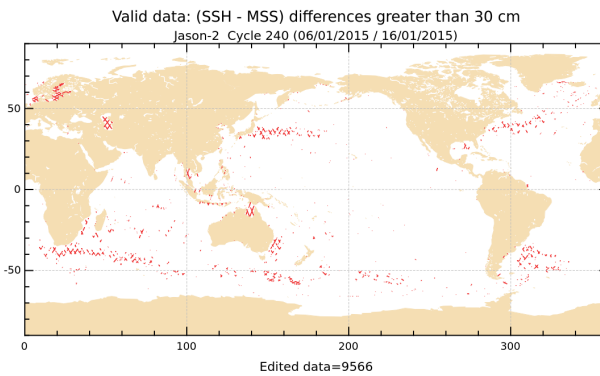 Valid data: (SSH - MSS) differences greater than 30 cm
Jason-2 Cycle 240 (06/01/2015 / 16/01/2015)
50
0
-50
0 100 200 300
Edited data=9566